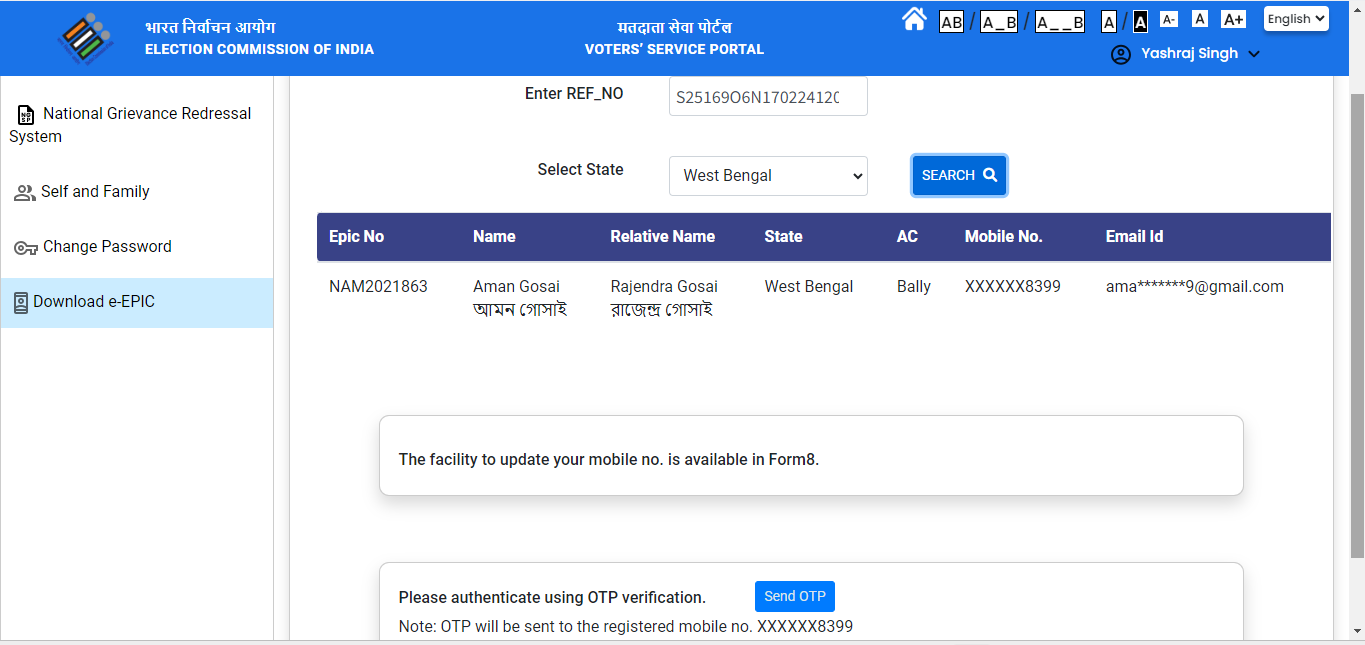 भारत निर्वाचन आयोग
ELECTION COMMISSION OF INDIA
मतदाता सेवा पोर्टल
VOTERS' SERVICE PORTAL
AB / A_B / A__B A / A A- A A+ English
Yashraj Singh
National Grievance Redressal
System
Self and Family
Change Password
Download e-EPIC
Enter REF_NO S25169O6N17022412
Select State West Bengal SEARCH
Epic No Name Relative Name State AC Mobile No. Email Id
NAM2021863 Aman Gosai Rajendra Gosai West Bengal Bally XXXXXX8399 ama*******9@gmail.com
আমন গোসাই রাজেন্দ্র গোসাই
The facility to update your mobile no. is available in Form8.
Please authenticate using OTP verification. Send OTP
Note: OTP will be sent to the registered mobile no. XXXXXX8399